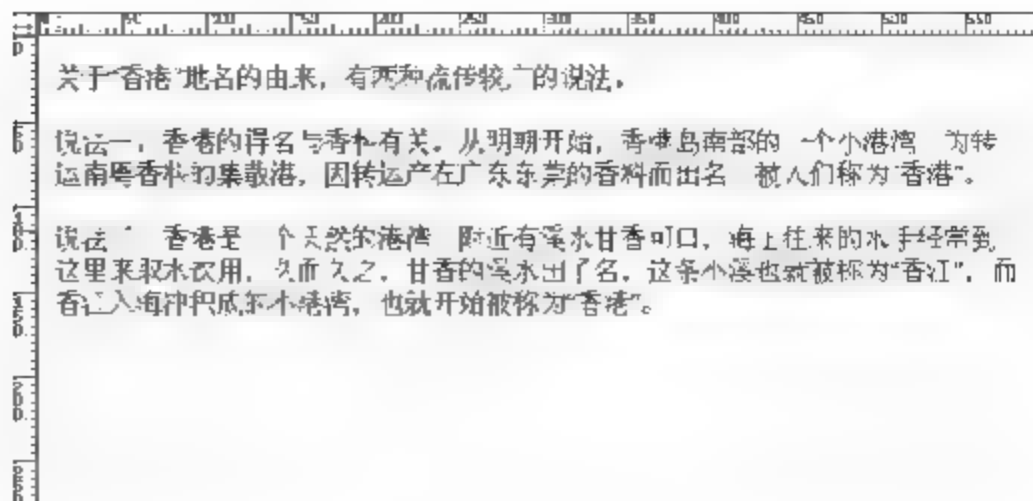 关于“香港”地名的由来，有两种流传较广的说法。
说法一，香港的得名与香料有关。从明朝开始，香港岛南部的一个小港湾 为转
运南粤香料的集散港，因转运产在广东东莞的香料而出名 被人们称为“香港”。
说法 香港是一个天然的港湾 附近有溪水甘香可口，海上往来的水手经常到
这里来取水饮用，久而久之，甘香的溪水出了名，这条小溪也就被称为“香江”，而
香江入海冲积成的小港湾，也就开始被称为“香港”。